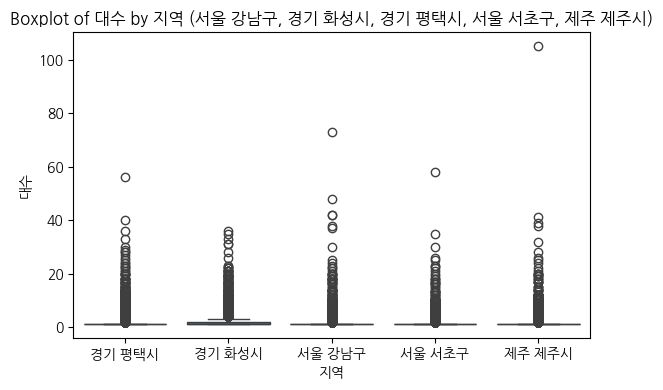 Boxplot of 대수 by 지역 (서울 강남구, 경기 화성시, 경기 평택시, 서울 서초구, 제주 제주시)
100
80
60
40
20
0
대수
경기 평택시 경기 화성시 서울 강남구 서울 서초구 제주 제주시
지역